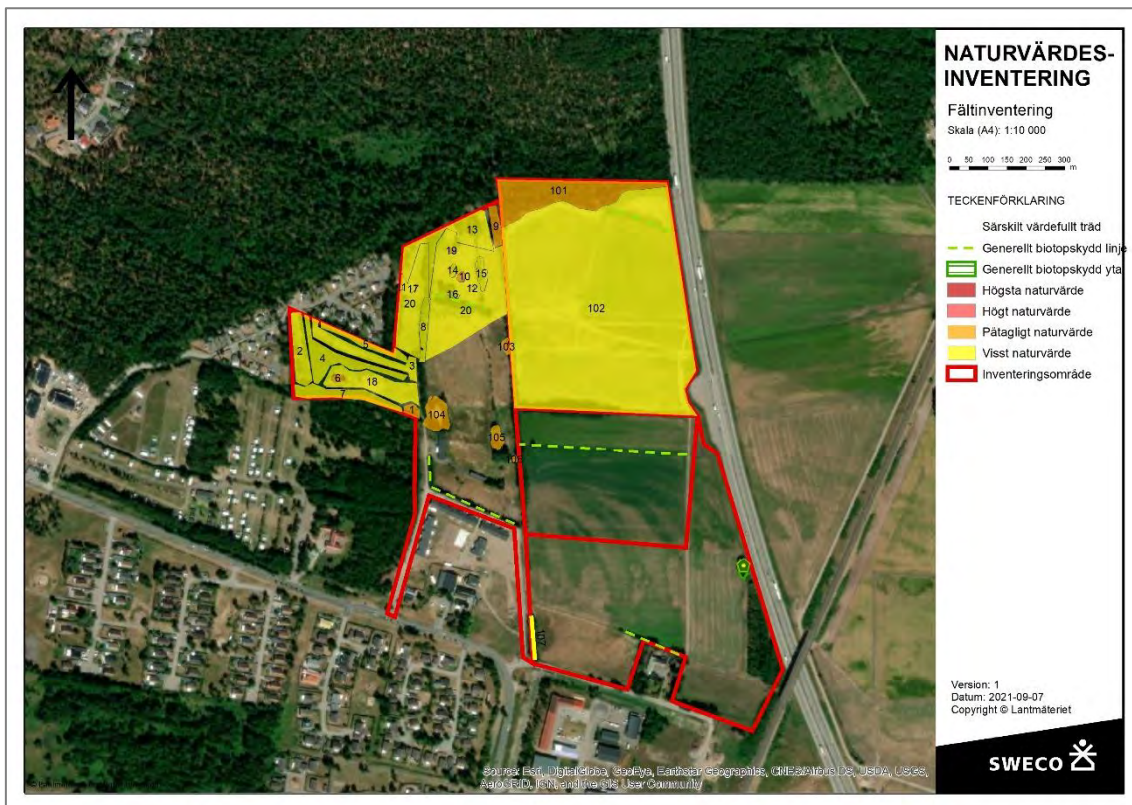 NATURVÄRDES-
INVENTERING
Fältinventering
Skala (A4): 1:10 000
0 50 100 150 200 250 300
m
TECKENFÖRKLARING
Särskilt värdefullt träd
Generellt biotopskydd linje
Generellt biotopskydd yta
Högsta naturvärde
Högt naturvärde
Påtagligt naturvärde
Visst naturvärde
Inventeringsområde
101
9
13
19
14
10
15
17
12
16
20
20
102
8
103
5
2
4
3
6
18
7
1
104
105
107
Version: 1
Datum: 2021-09-07
Copyright © Lantmäteriet
SWECO
Source: Esri, DigitalGlobe, GeoEye, Earthstar Geographics, CNES/Airbus DS, USDA, USGS,
AeroGRID, IGN, and the GIS User Community